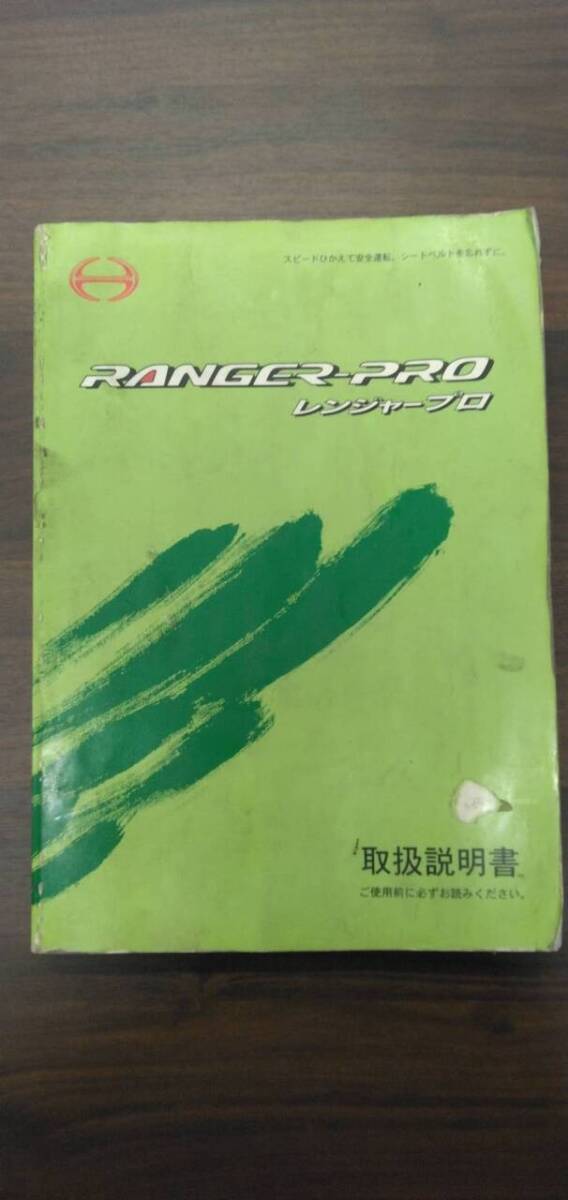 スピードひかえて安全運転、シートベルトを忘れずに。
RANGER-PRO
レンジャープロ
取扱説明書
ご使用前に必ずお読みください。